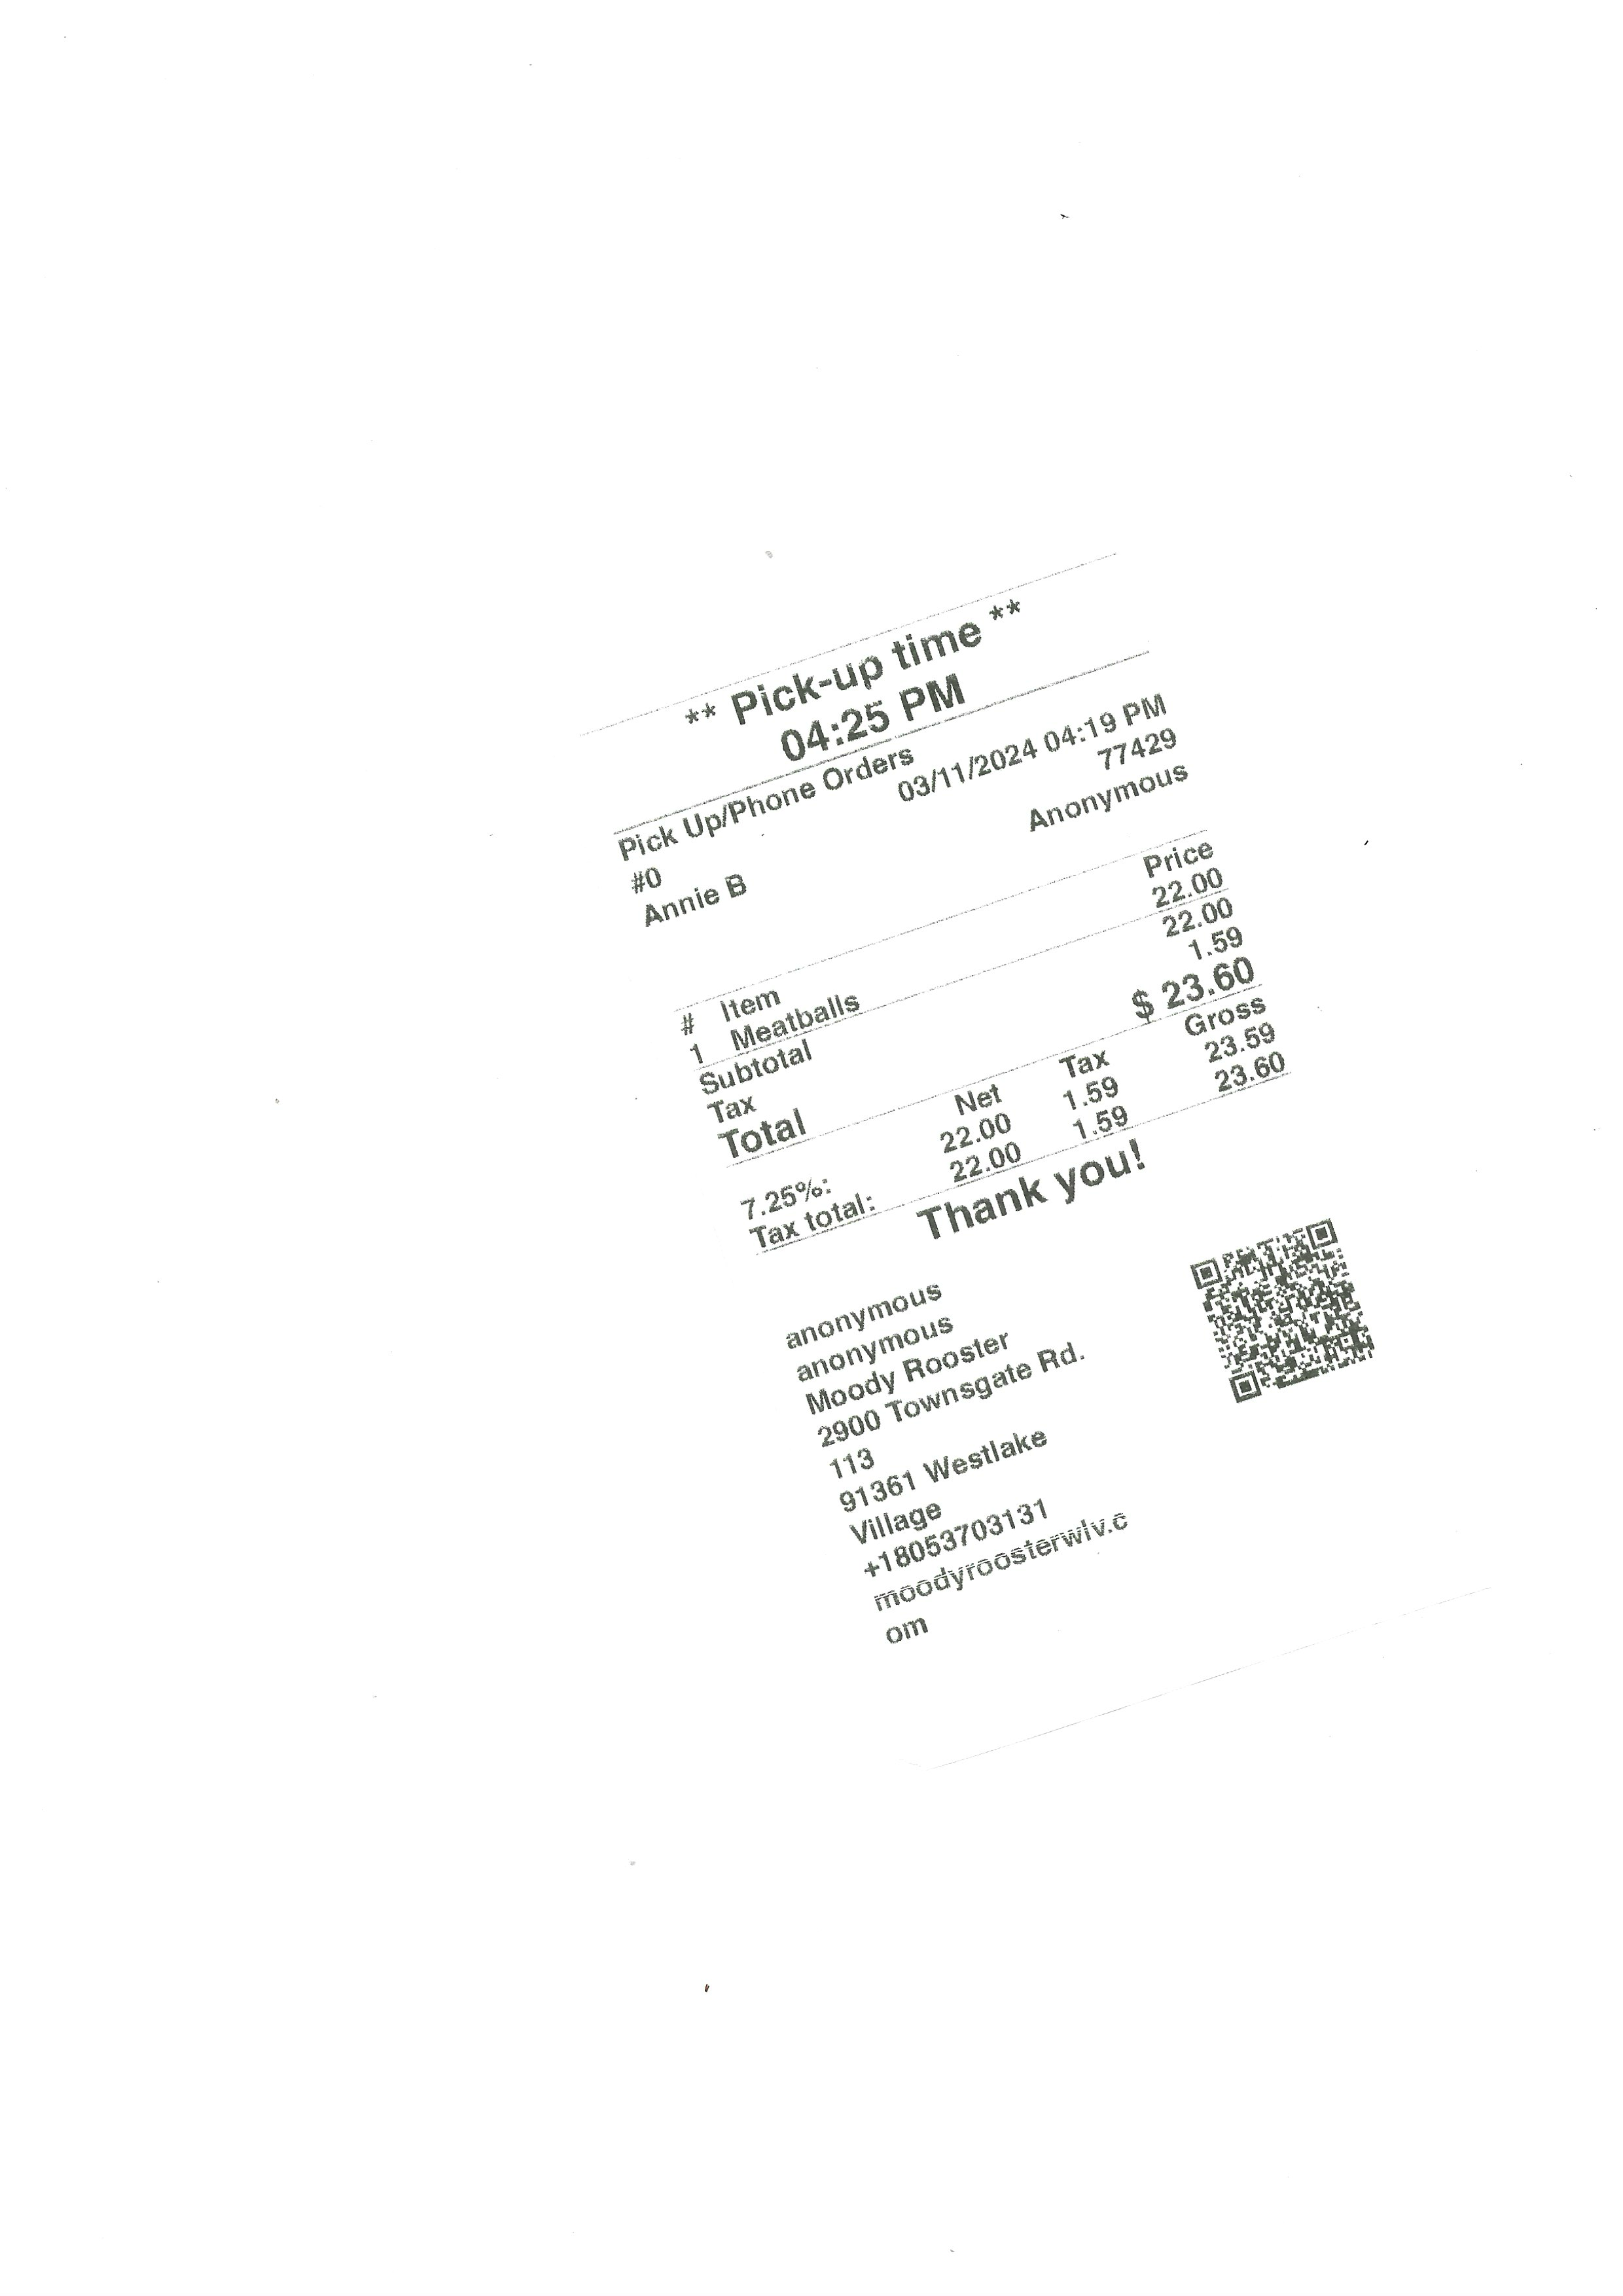 ** Pick-up time **
04:25 PM
Pick Up/Phone Orders
03/11/2024 04:19 PM
#0 77429
Annie B Anonymous
# Item Price
1 Meatballs 22.00
Subtotal 22.00
Tax 1.59
Total $ 23.60
Net Tax Gross
7.25%: 22.00 1.59 23.59
Tax total: 22.00 1.59 23.60
Thank you!
anonymous
anonymous
Moody Rooster
2900 Townsgate Rd.
113
91361 Westlake
Village
+18053703131
moodyroosterwlv.c
om